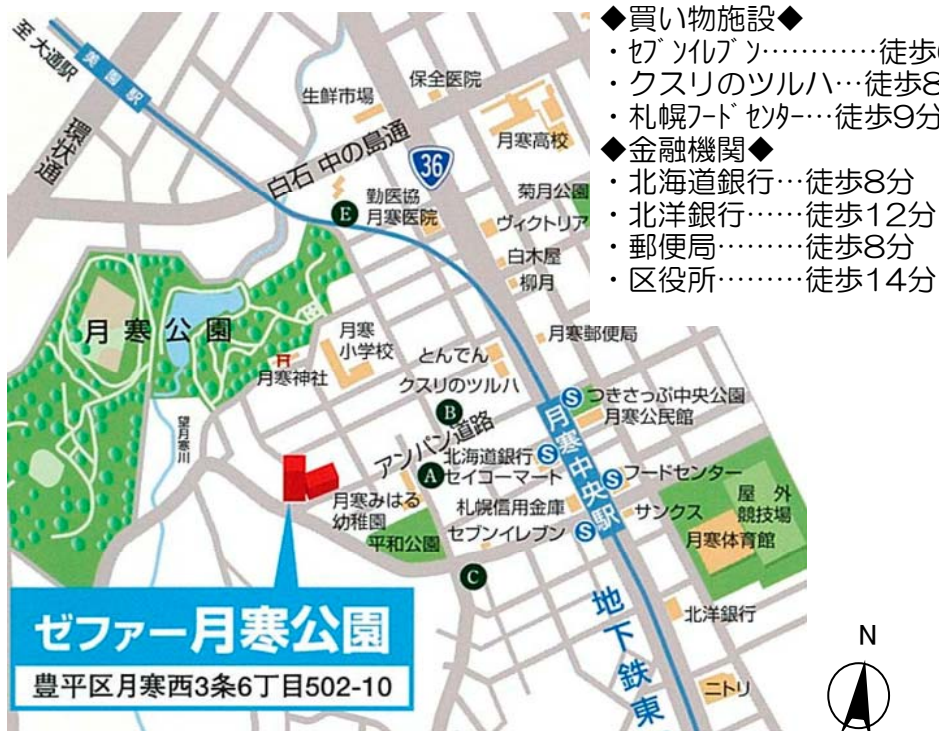 ◆買い物施設◆
・ｾﾌﾞﾝｲﾚﾌﾞﾝ…………徒歩
・クスリのツルハ…徒歩8
・札幌ﾌｰﾄﾞｾﾝﾀｰ…徒歩9分
◆金融機関◆
・北海道銀行…徒歩8分
・北洋銀行……徒歩12分
・郵便局………徒歩8分
・区役所………徒歩14分
至 大通駅
美園駅
環状通
生鮮市場
保全医院
月寒高校
白石 中の島通
36
勤医協
月寒医院
E
菊月公園
ヴィクトリア
白木屋
柳月
月寒公園
月寒
小学校
月寒神社
とんでん
月寒郵便局
クスリのツルハ
B
S
つきさっぷ中央公園
月寒公民館
望月寒川
アンパン道路
A
北海道銀行
S
セイコーマート
月寒中央駅
S
フードセンター
月寒みはる
幼稚園
札幌信用金庫
サンクス
屋外
競技場
平和公園
セブンイレブン
S
月寒体育館
C
ゼファー月寒公園
豊平区月寒西3条6丁目502-10
地下鉄東
北洋銀行
ニトリ
N